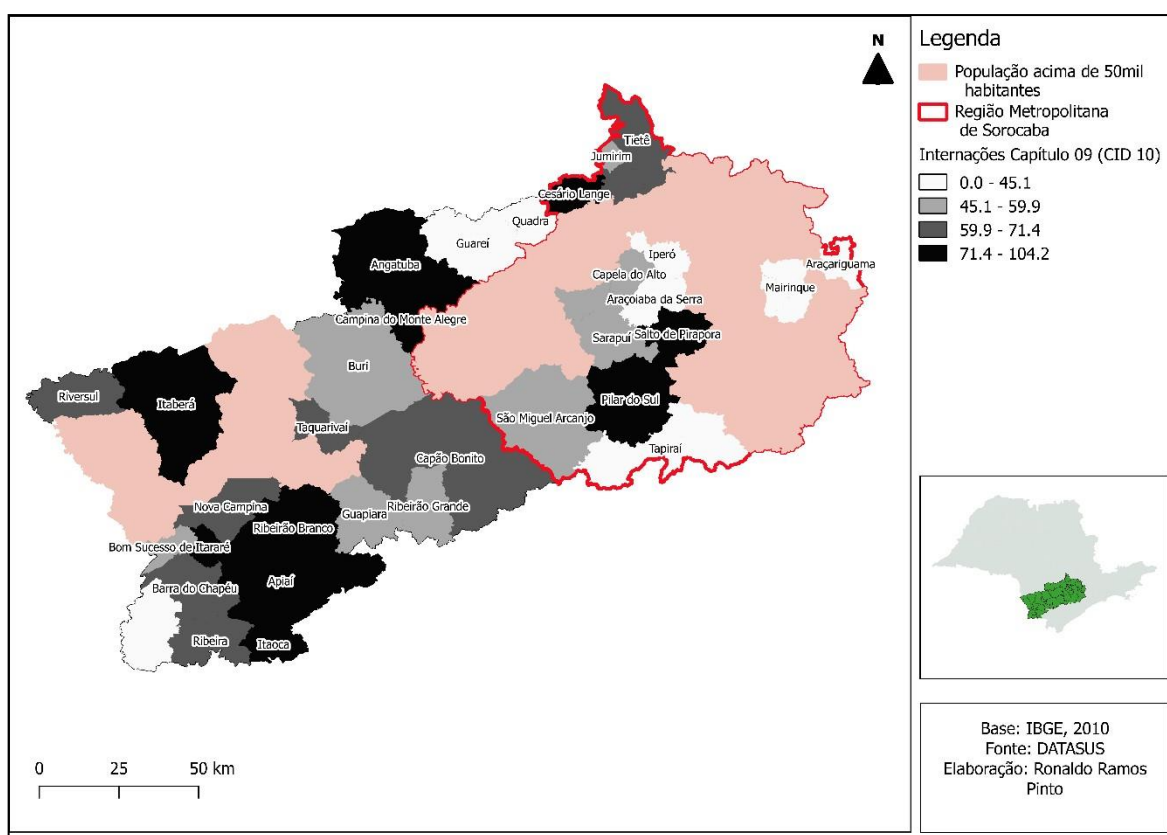 N
Tietê
Jumirim
Cesário Lange
Quadra
Guareí
Angatuba
Iperó
Araçariguama
Capela do Alto
Mairinque
Araçoiaba da Serra
Campina do Monte Alegre
Sarapuí
Salto de Pirapora
Burí
Riversul
Itaberá
Pilar do Sul
São Miguel Arcanjo
Taquarivaí
Tapiraí
Capão Bonito
Nova Campina
Ribeirão Grande
Guapiara
Ribeirão Branco
Bom Sucesso de Itararé
Apiaí
Barra do Chapéu
Ribeira
Itaoca
0 25 50 km
Legenda
População acima de 50mil
habitantes
Região Metropolitana
de Sorocaba
Internações Capítulo 09 (CID 10)
0.0 - 45.1
45.1 - 59.9
59.9 - 71.4
71.4 - 104.2
Base: IBGE, 2010
Fonte: DATASUS
Elaboração: Ronaldo Ramos
Pinto